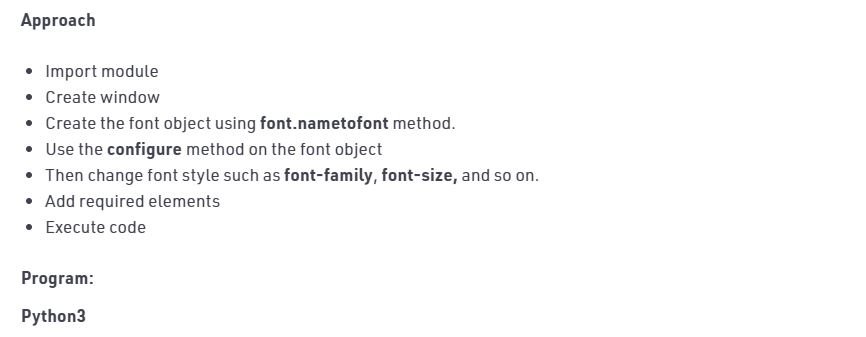 Approach
Import module
Create window
Create the font object using font.nametofont method.
Use the configure method on the font object
Then change font style such as font-family, font-size, and so on.
Add required elements
Execute code
Program:
Python3